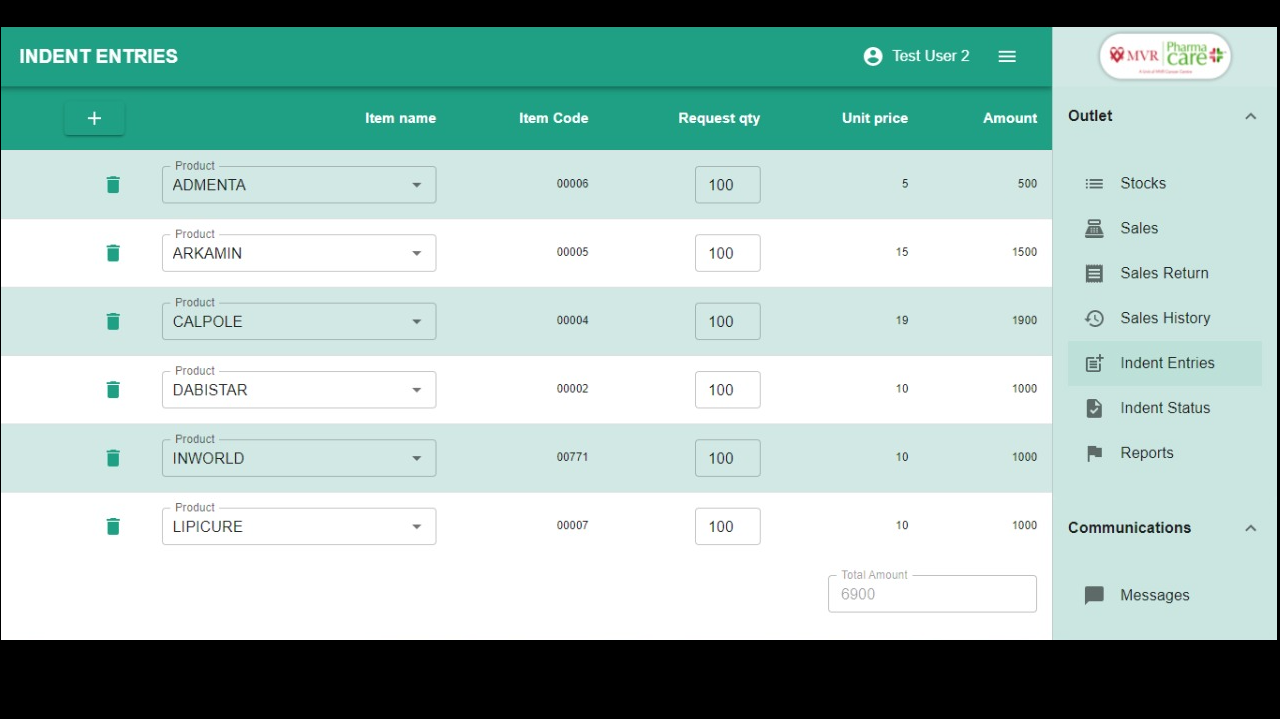 INDENT ENTRIES
Test User 2
MVR Pharma care
Item name Item Code Request qty Unit price Amount
Product
ADMENTA 00006 100 5 500
Product
ARKAMIN 00005 100 15 1500
Product
CALPOLE 00004 100 19 1900
Product
DABISTAR 00002 100 10 1000
Product
INWORLD 00771 100 10 1000
Product
LIPICURE 00007 100 10 1000
Total Amount
6900
Outlet
Stocks
Sales
Sales Return
Sales History
Indent Entries
Indent Status
Reports
Communications
Messages